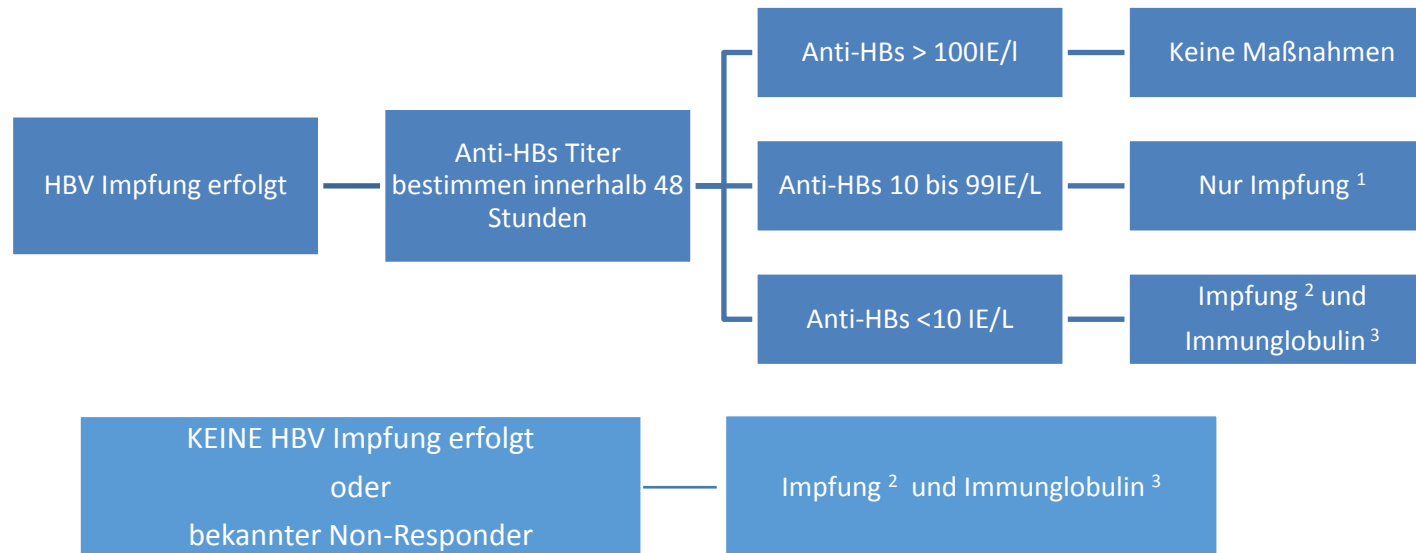 HBV Impfung erfolgt
Anti-HBs Titer
bestimmen innerhalb 48
Stunden
Anti-HBs > 100IE/l
Keine Maßnahmen
Anti-HBs 10 bis 99IE/L
Nur Impfung ¹
Anti-HBs <10 IE/L
Impfung ² und
Immunglobulin ³
KEINE HBV Impfung erfolgt
oder
bekannter Non-Responder
Impfung ² und Immunglobulin ³